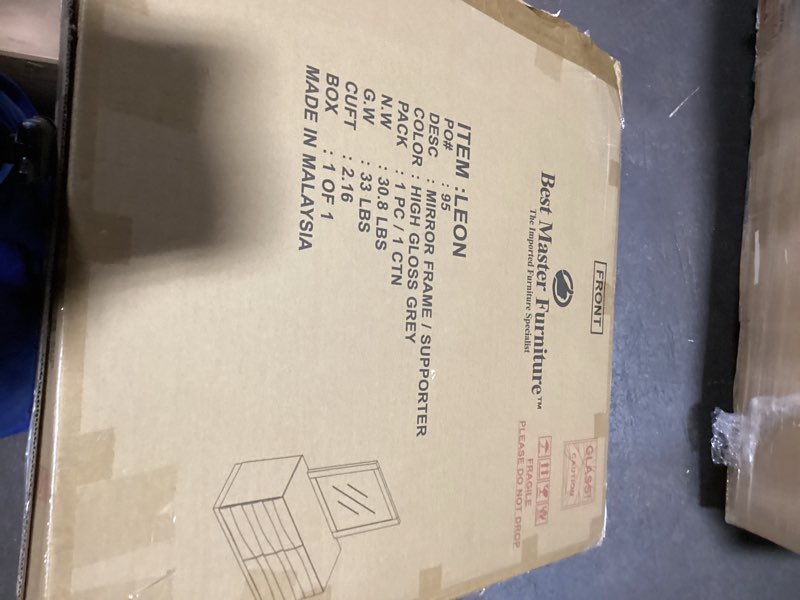 FRONT
Best Master Furniture™
The Imported Furniture Specialist
GLASS!
CAUTION!
FRAGILE
PLEASE DO NOT DROP
ITEM : LEON
PO# : 95
DESC : MIRROR FRAME / SUPPORTER
COLOR : HIGH GLOSS GREY
PACK : 1 PC / 1 CTN
N.W : 30.8 LBS
G.W : 33 LBS
CUFT : 2.16
BOX : 1 OF 1
MADE IN MALAYSIA